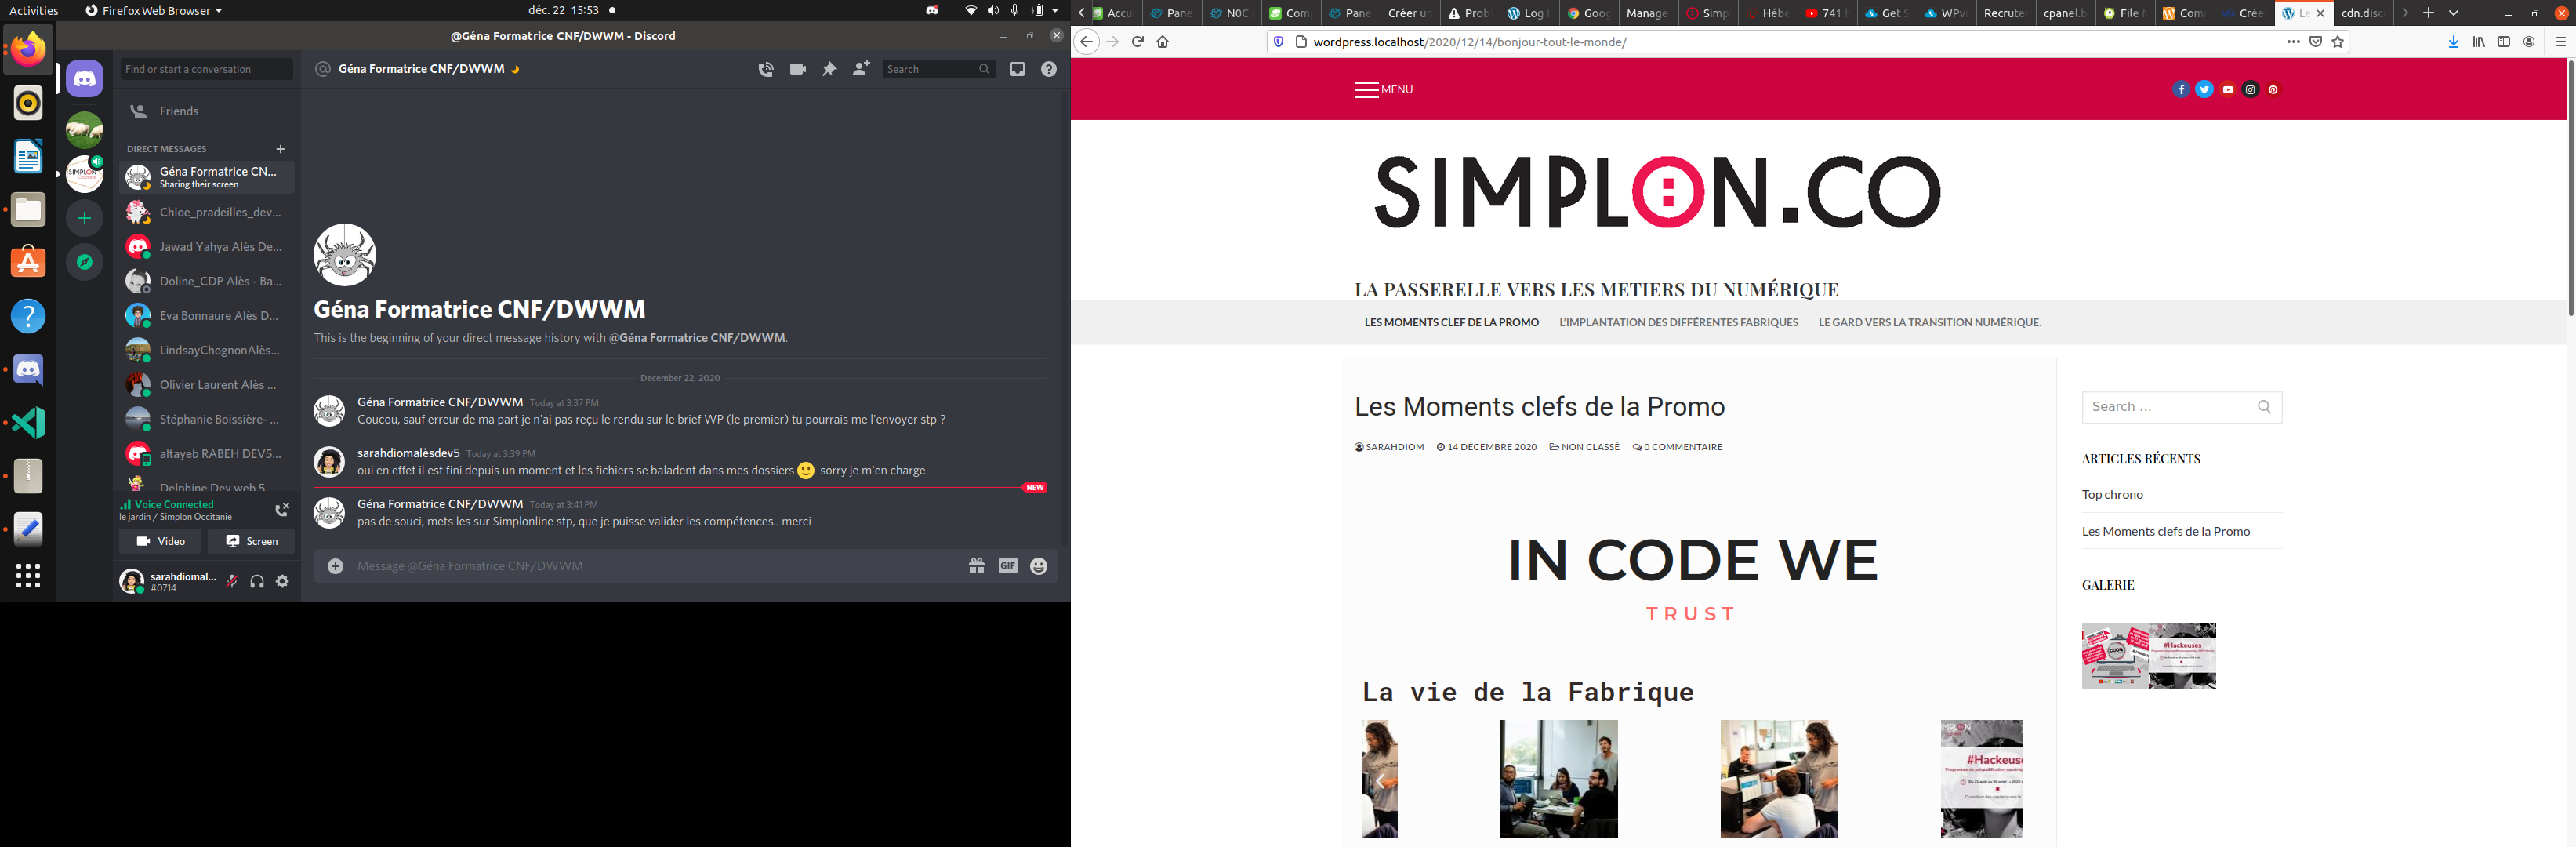 Activities
Firefox Web Browser
déc. 22 15:53
@Géna Formatrice CNF/DWWM - Discord
Find or start a conversation
Géna Formatrice CNF/DWWM
Search
Friends
DIRECT MESSAGES
Géna Formatrice CN...
Sharing their screen
Chloe_pradeilles_dev...
Jawad Yahya Alès De...
Doline_CDP Alès - Ba...
Eva Bonnaure Alès D...
LindsayChognonAlès...
Olivier Laurent Alès ...
Stéphanie Boissière- ...
altayeb RABEH DEV5...
Delphine Dev web 5
Voice Connected
le jardin / Simplon Occitanie
Video
Screen
sarahdiomal...
#0714
SIMPLON
Géna Formatrice CNF/DWWM
This is the beginning of your direct message history with @Géna Formatrice CNF/DWWM.
December 22, 2020
Géna Formatrice CNF/DWWM Today at 3:37 PM
Coucou, sauf erreur de ma part je n'ai pas reçu le rendu sur le brief WP (le premier) tu pourrais me l'envoyer stp ?
sarahdiomalèsdev5 Today at 3:39 PM
oui en effet il est fini depuis un moment et les fichiers se baladent dans mes dossiers 🙂 sorry je m'en charge
NEW
Géna Formatrice CNF/DWWM Today at 3:41 PM
pas de souci, mets les sur Simplonline stp, que je puisse valider les compétences.. merci
Message @Géna Formatrice CNF/DWWM
GIF
Accu
Pane
N0C
Com
Pane
Créer un
Prob
Log
Goog
Manage
Simp
Hébe
741
Get S
WPvi
Recrute
cpanel.b
File M
Com
Crée
Le
cdn.disc
wordpress.localhost/2020/12/14/bonjour-tout-le-monde/
MENU
SIMPLON.CO
LA PASSERELLE VERS LES METIERS DU NUMÉRIQUE
LES MOMENTS CLEF DE LA PROMO
L'IMPLANTATION DES DIFFÉRENTES FABRIQUES
LE GARD VERS LA TRANSITION NUMÉRIQUE.
Les Moments clefs de la Promo
SARAHDIOM
14 DÉCEMBRE 2020
NON CLASSÉ
0 COMMENTAIRE
IN CODE WE
TRUST
La vie de la Fabrique
#Hackeus
Search …
ARTICLES RÉCENTS
Top chrono
Les Moments clefs de la Promo
GALERIE
CODE
#Hackeuses